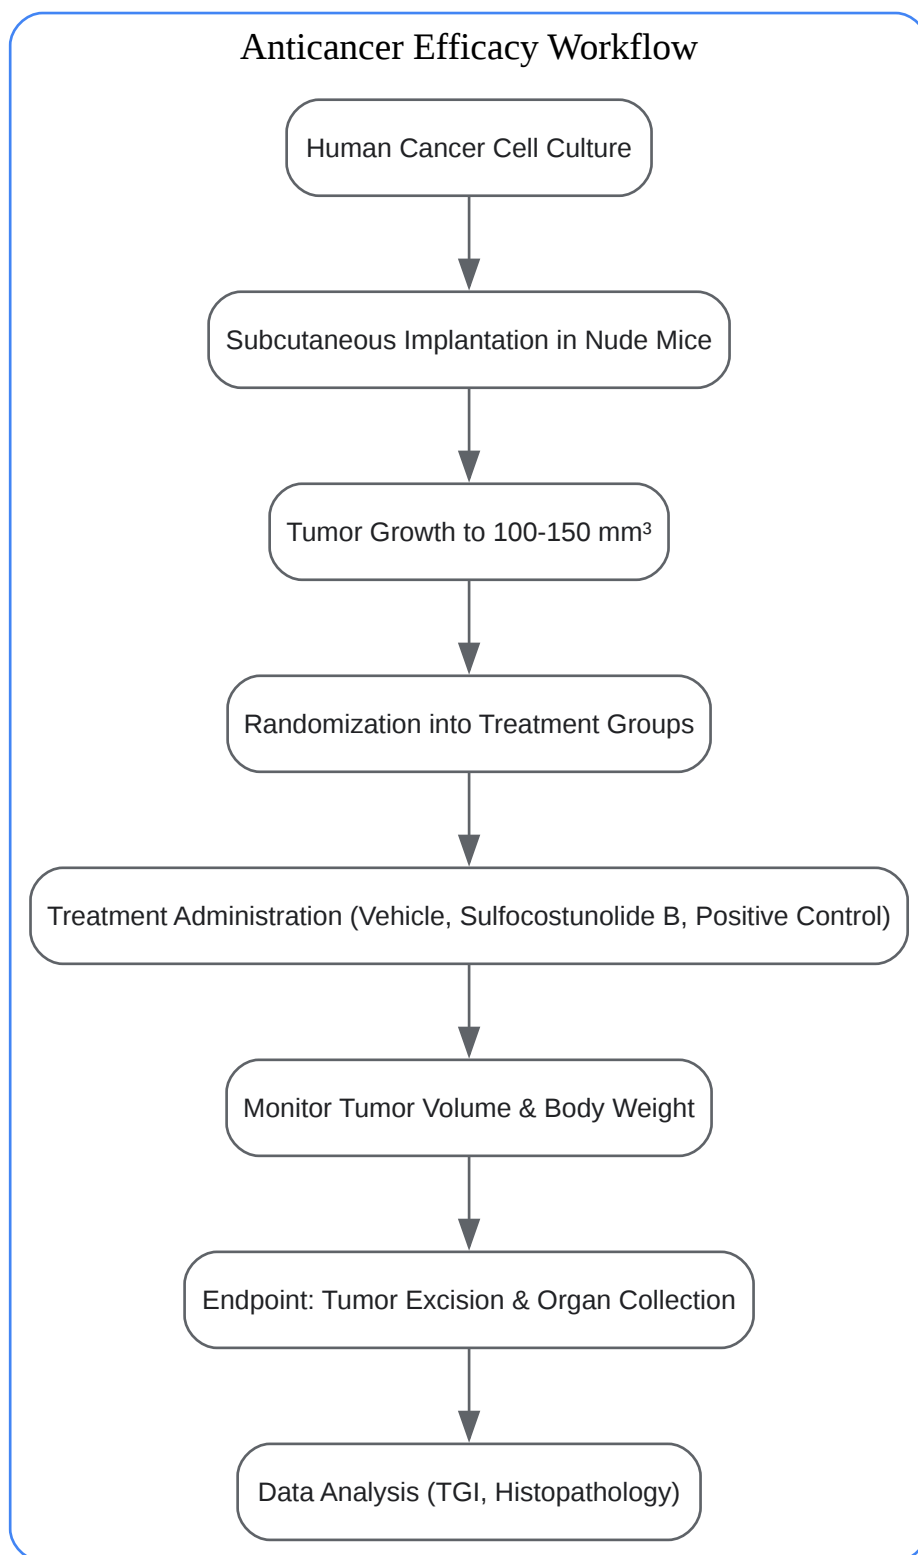 Anticancer Efficacy Workflow
Human Cancer Cell Culture
Subcutaneous Implantation in Nude Mice
Tumor Growth to 100-150 mm³
Randomization into Treatment Groups
Treatment Administration (Vehicle, Sulfocostunolide B, Positive Control)
Monitor Tumor Volume & Body Weight
Endpoint: Tumor Excision & Organ Collection
Data Analysis (TGI, Histopathology)